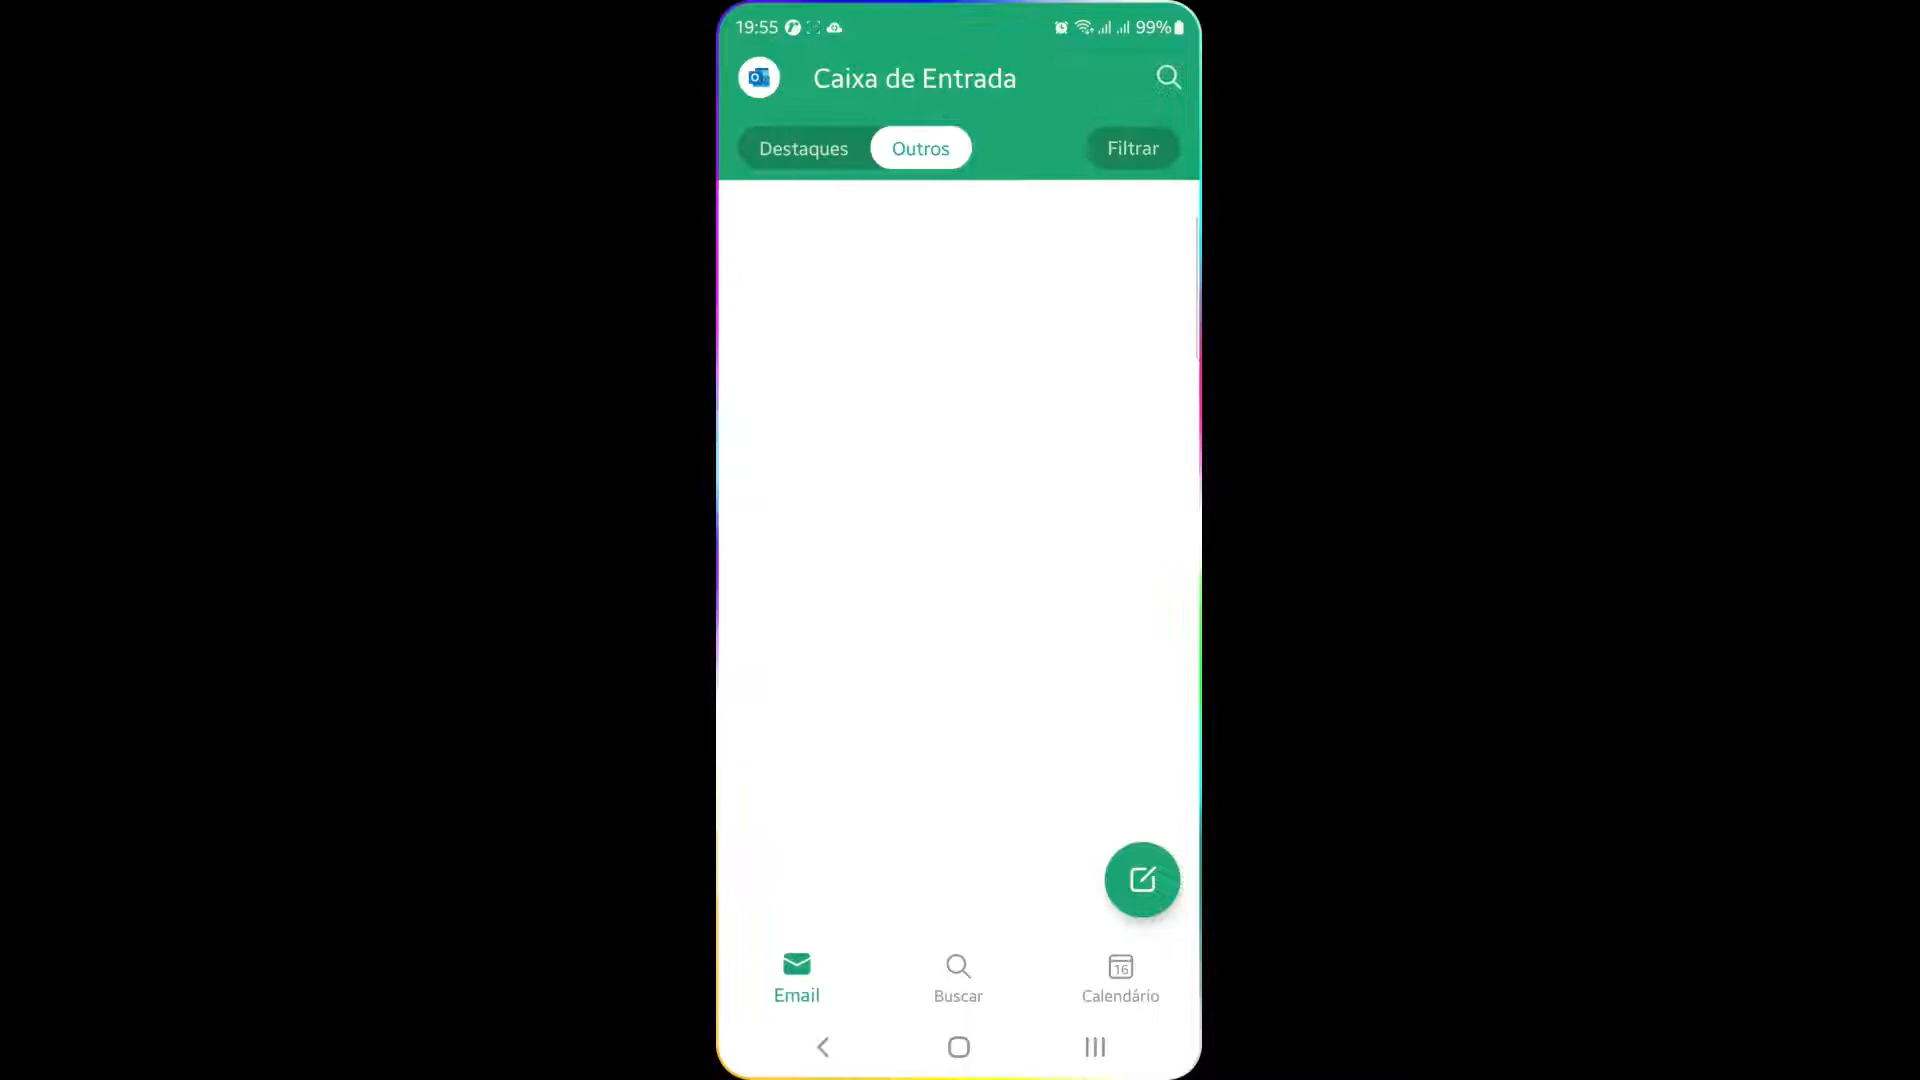 19:55 99%
Caixa de Entrada
Destaques Outros Filtrar
Email Buscar Calendário
16